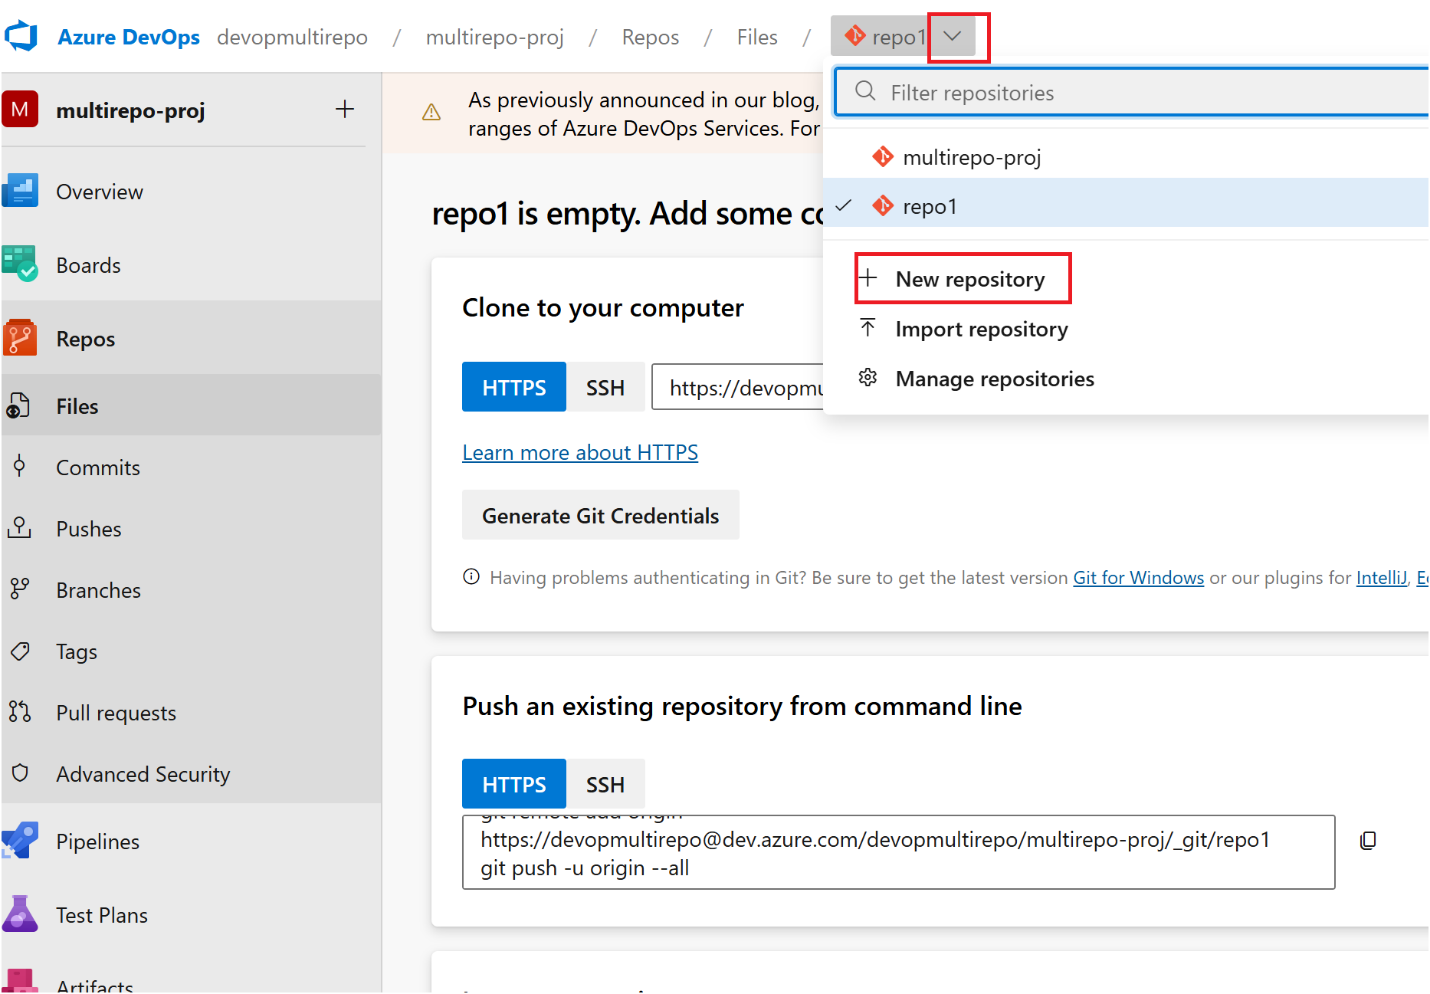 Azure DevOps devopmultirepo / multirepo-proj / Repos / Files / repo1
M multirepo-proj
Overview
Boards
Repos
Files
Commits
Pushes
Branches
Tags
Pull requests
Advanced Security
Pipelines
Test Plans
Artifacts
As previously announced in our blog,
ranges of Azure DevOps Services. For
Filter repositories
multirepo-proj
repo1
New repository
Import repository
Manage repositories
repo1 is empty. Add some
Clone to your computer
HTTPS SSH https://devopmu
Learn more about HTTPS
Generate Git Credentials
Having problems authenticating in Git? Be sure to get the latest version Git for Windows or our plugins for IntelliJ,
Push an existing repository from command line
HTTPS SSH
git remote add origin
https://devopmultirepo@dev.azure.com/devopmultirepo/multirepo-proj/_git/repo1
git push -u origin --all